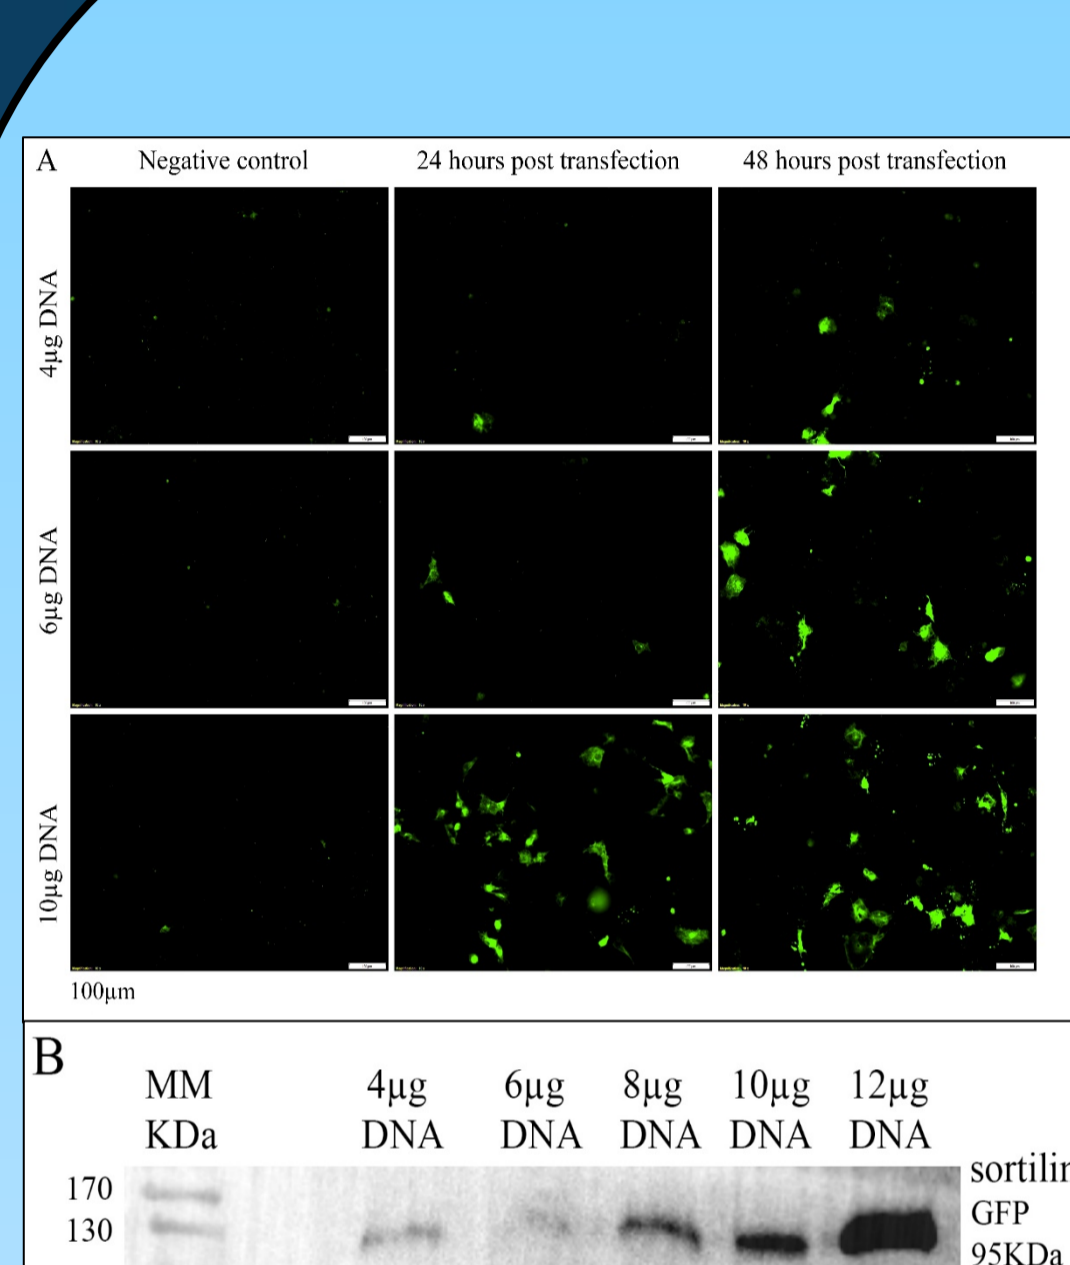 A
Negative control
24 hours post transfection
48 hours post transfection
4µg DNA
6µg DNA
10µg DNA
100µm
B
MM
KDa
4µg
DNA
6µg
DNA
8µg
DNA
10µg
DNA
12µg
DNA
170
130
GFP
95KDa